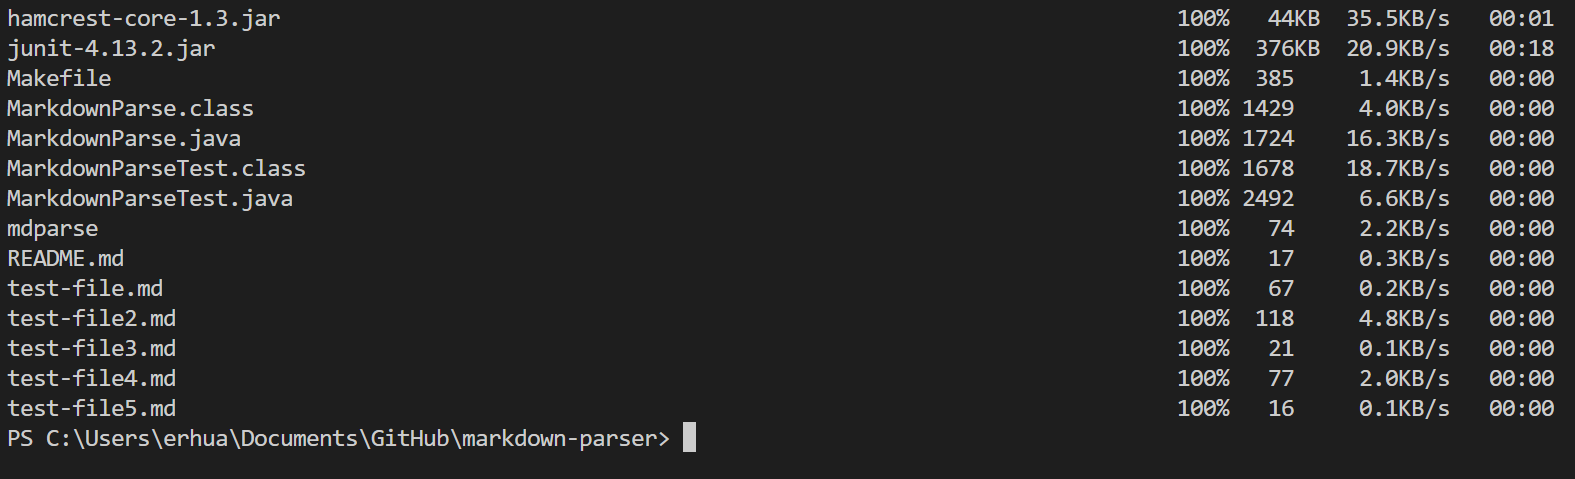 hamcrest-core-1.3.jar 100% 44KB 35.5KB/s 00:01
junit-4.13.2.jar 100% 376KB 20.9KB/s 00:18
Makefile 100% 385 1.4KB/s 00:00
MarkdownParse.class 100% 1429 4.0KB/s 00:00
MarkdownParse.java 100% 1724 16.3KB/s 00:00
MarkdownParseTest.class 100% 1678 18.7KB/s 00:00
MarkdownParseTest.java 100% 2492 6.6KB/s 00:00
mdparse 100% 74 2.2KB/s 00:00
README.md 100% 17 0.3KB/s 00:00
test-file.md 100% 67 0.2KB/s 00:00
test-file2.md 100% 118 4.8KB/s 00:00
test-file3.md 100% 21 0.1KB/s 00:00
test-file4.md 100% 77 2.0KB/s 00:00
test-file5.md 100% 16 0.1KB/s 00:00
PS C:\Users\erhua\Documents\GitHub\markdown-parser>